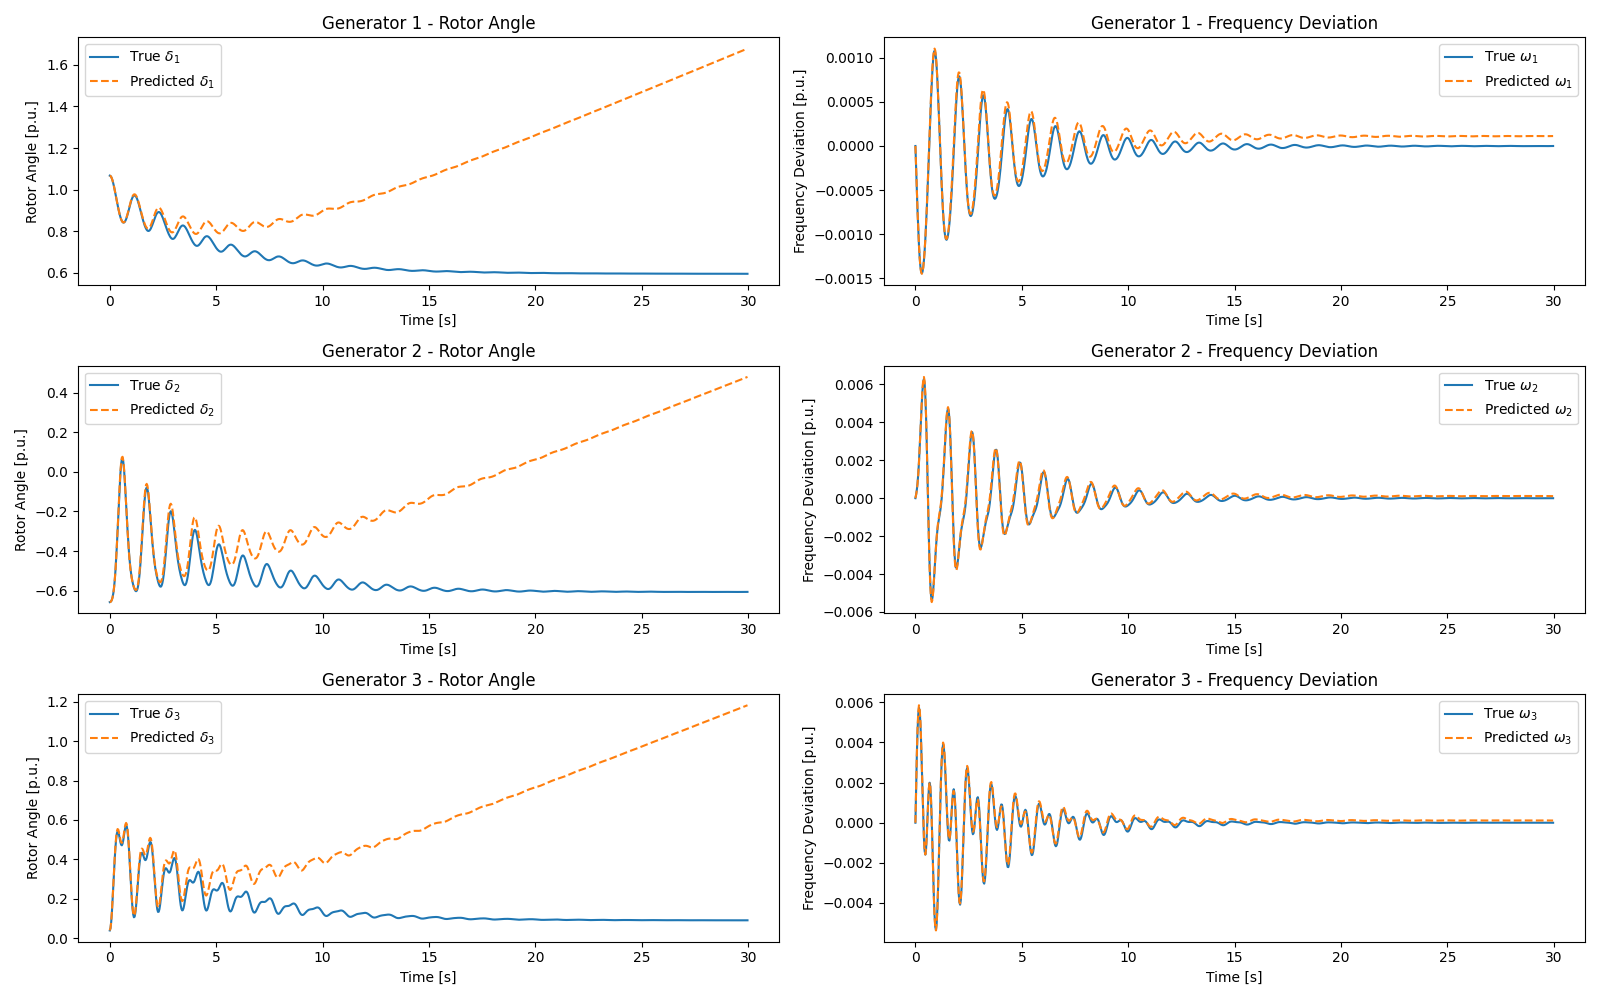 Generator 1 - Rotor Angle
True δ₁
Predicted δ₁
Rotor Angle [p.u.]
1.6
1.4
1.2
1.0
0.8
0.6
0 5 10 15 20 25 30
Time [s]
Generator 1 - Frequency Deviation
True ω₁
Predicted ω₁
Frequency Deviation [p.u.]
0.0010
0.0005
0.0000
−0.0005
−0.0010
−0.0015
0 5 10 15 20 25 30
Time [s]
Generator 2 - Rotor Angle
True δ₂
Predicted δ₂
Rotor Angle [p.u.]
0.4
0.2
0.0
−0.2
−0.4
−0.6
0 5 10 15 20 25 30
Time [s]
Generator 2 - Frequency Deviation
True ω₂
Predicted ω₂
Frequency Deviation [p.u.]
0.006
0.004
0.002
0.000
−0.002
−0.004
−0.006
0 5 10 15 20 25 30
Time [s]
Generator 3 - Rotor Angle
True δ₃
Predicted δ₃
Rotor Angle [p.u.]
1.2
1.0
0.8
0.6
0.4
0.2
0.0
0 5 10 15 20 25 30
Time [s]
Generator 3 - Frequency Deviation
True ω₃
Predicted ω₃
Frequency Deviation [p.u.]
0.006
0.004
0.002
0.000
−0.002
−0.004
0 5 10 15 20 25 30
Time [s]